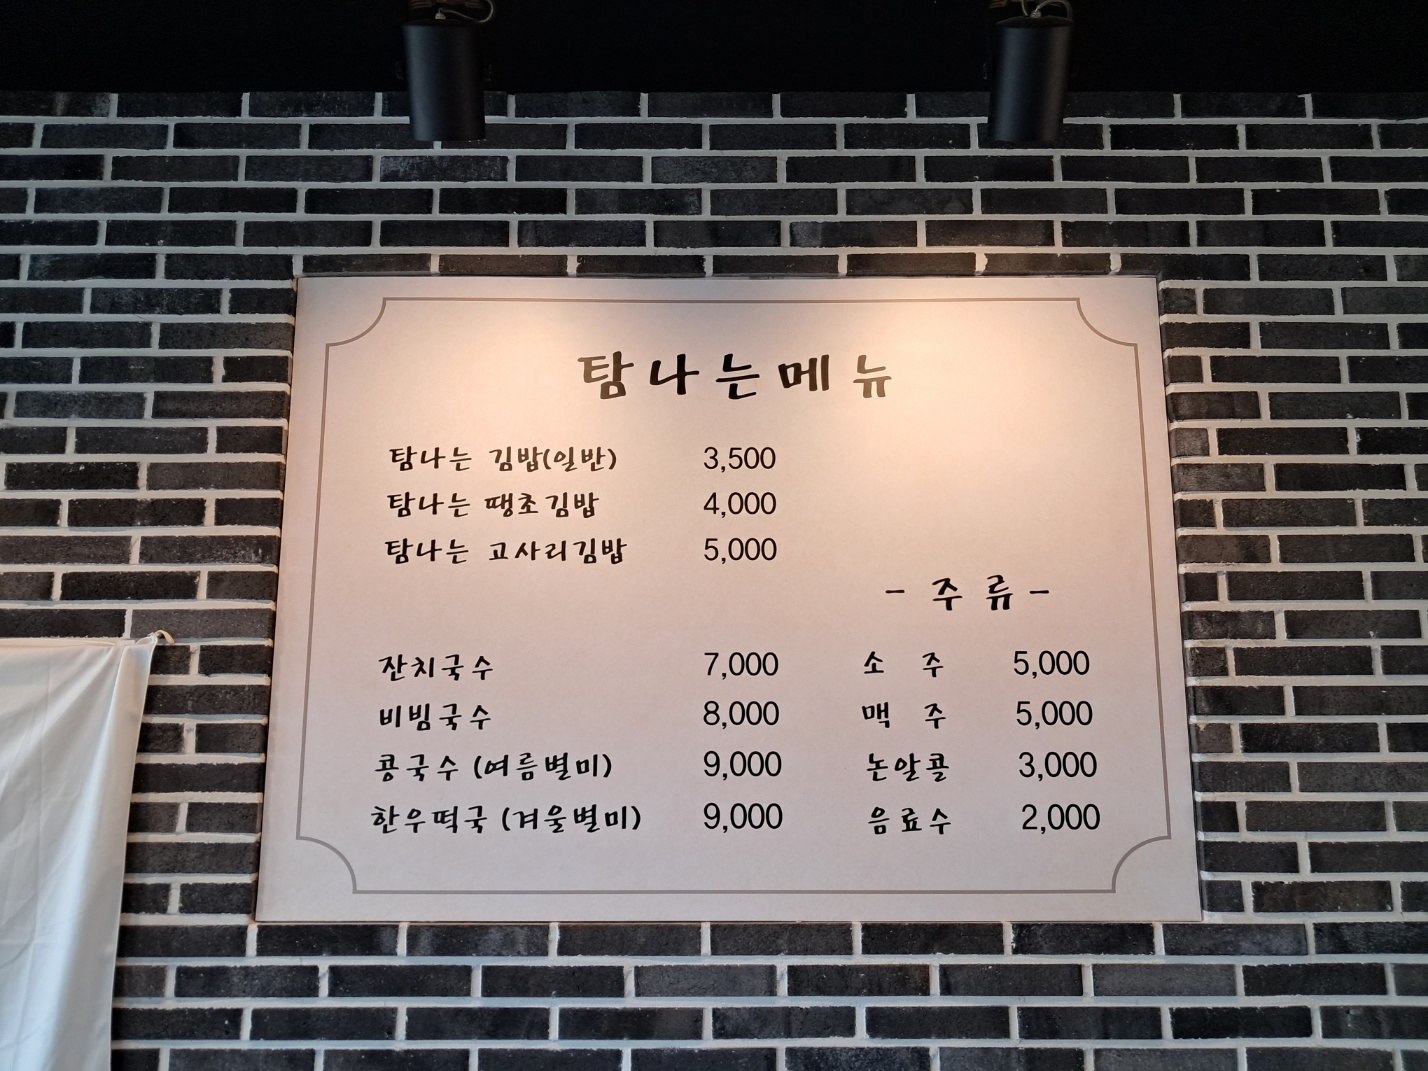 탐나는메뉴
탐나는 김밥(일반) 3,500
탐나는 땡초김밥 4,000
탐나는 고사리김밥 5,000
잔치국수 7,000
비빔국수 8,000
콩국수 (여름별미) 9,000
한우떡국 (겨울별미) 9,000
- 주 류 -
소 주 5,000
맥 주 5,000
논알콜 3,000
음료수 2,000